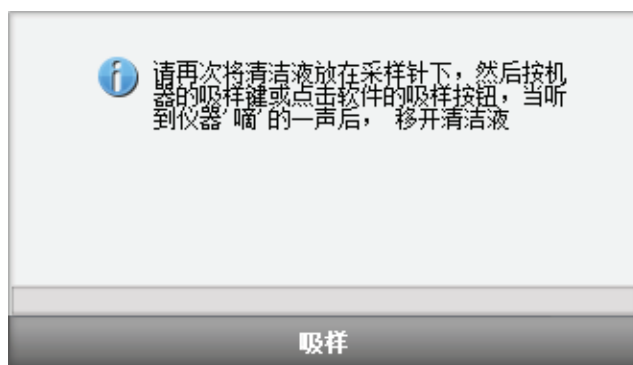 请再次将清洁液放在采样针下，然后按机
器的吸样键或点击软件的吸样按钮，当听
到仪器'嘀'的一声后， 移开清洁液
吸样